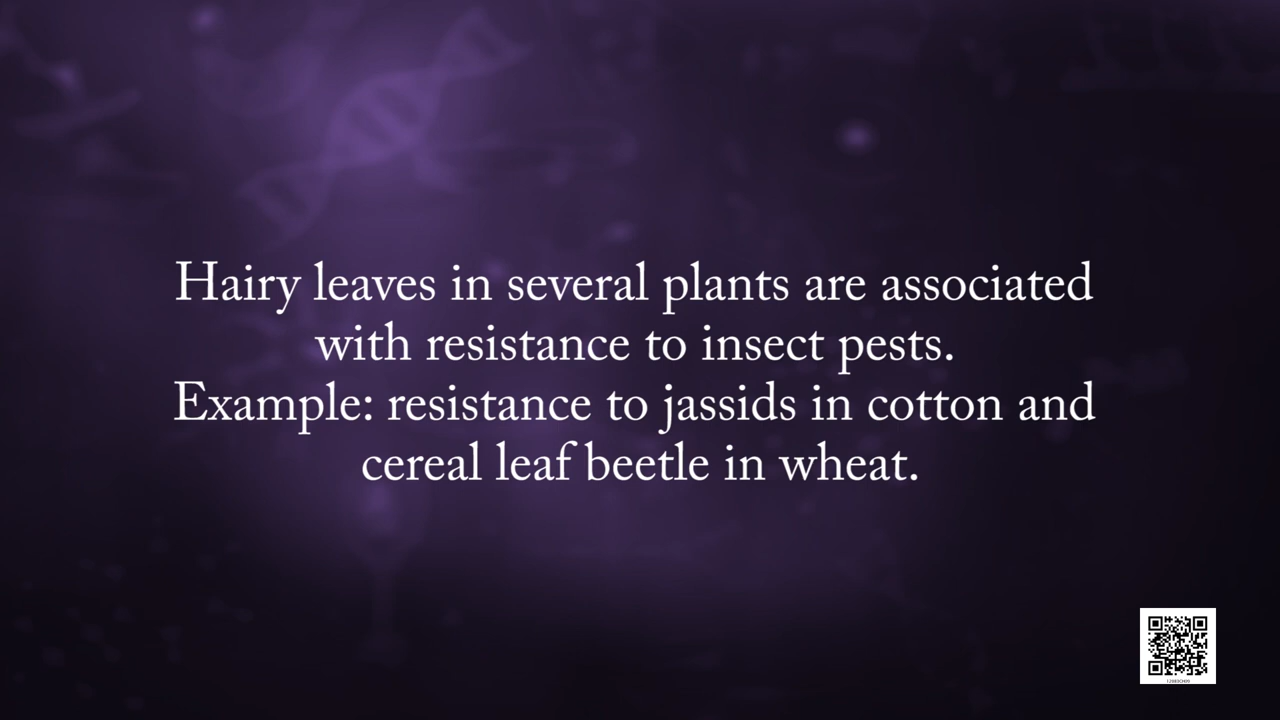 Hairy leaves in several plants are associated
with resistance to insect pests.
Example: resistance to jassids in cotton and
cereal leaf beetle in wheat.